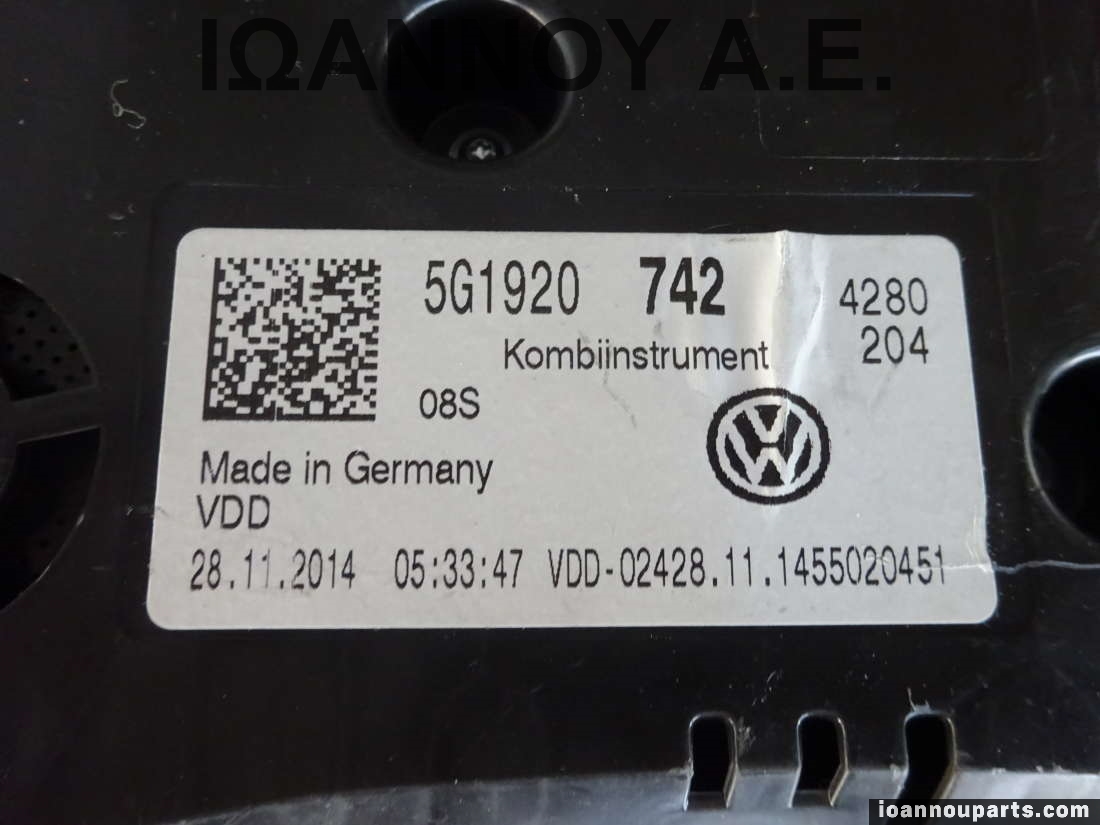 ΙΩΑΝΝΟΥ Α.Ε.
5G1920 742 4280
Kombiinstrument 204
08S
Made in Germany
VDD
28.11.2014 05:33:47 VDD-02428.11.1455020451
ioannouparts.com